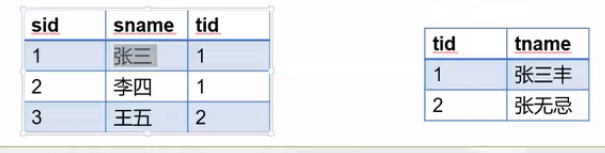 sid sname tid
1 张三 1
2 李四 1
3 王五 2
tid tname
1 张三丰
2 张无忌